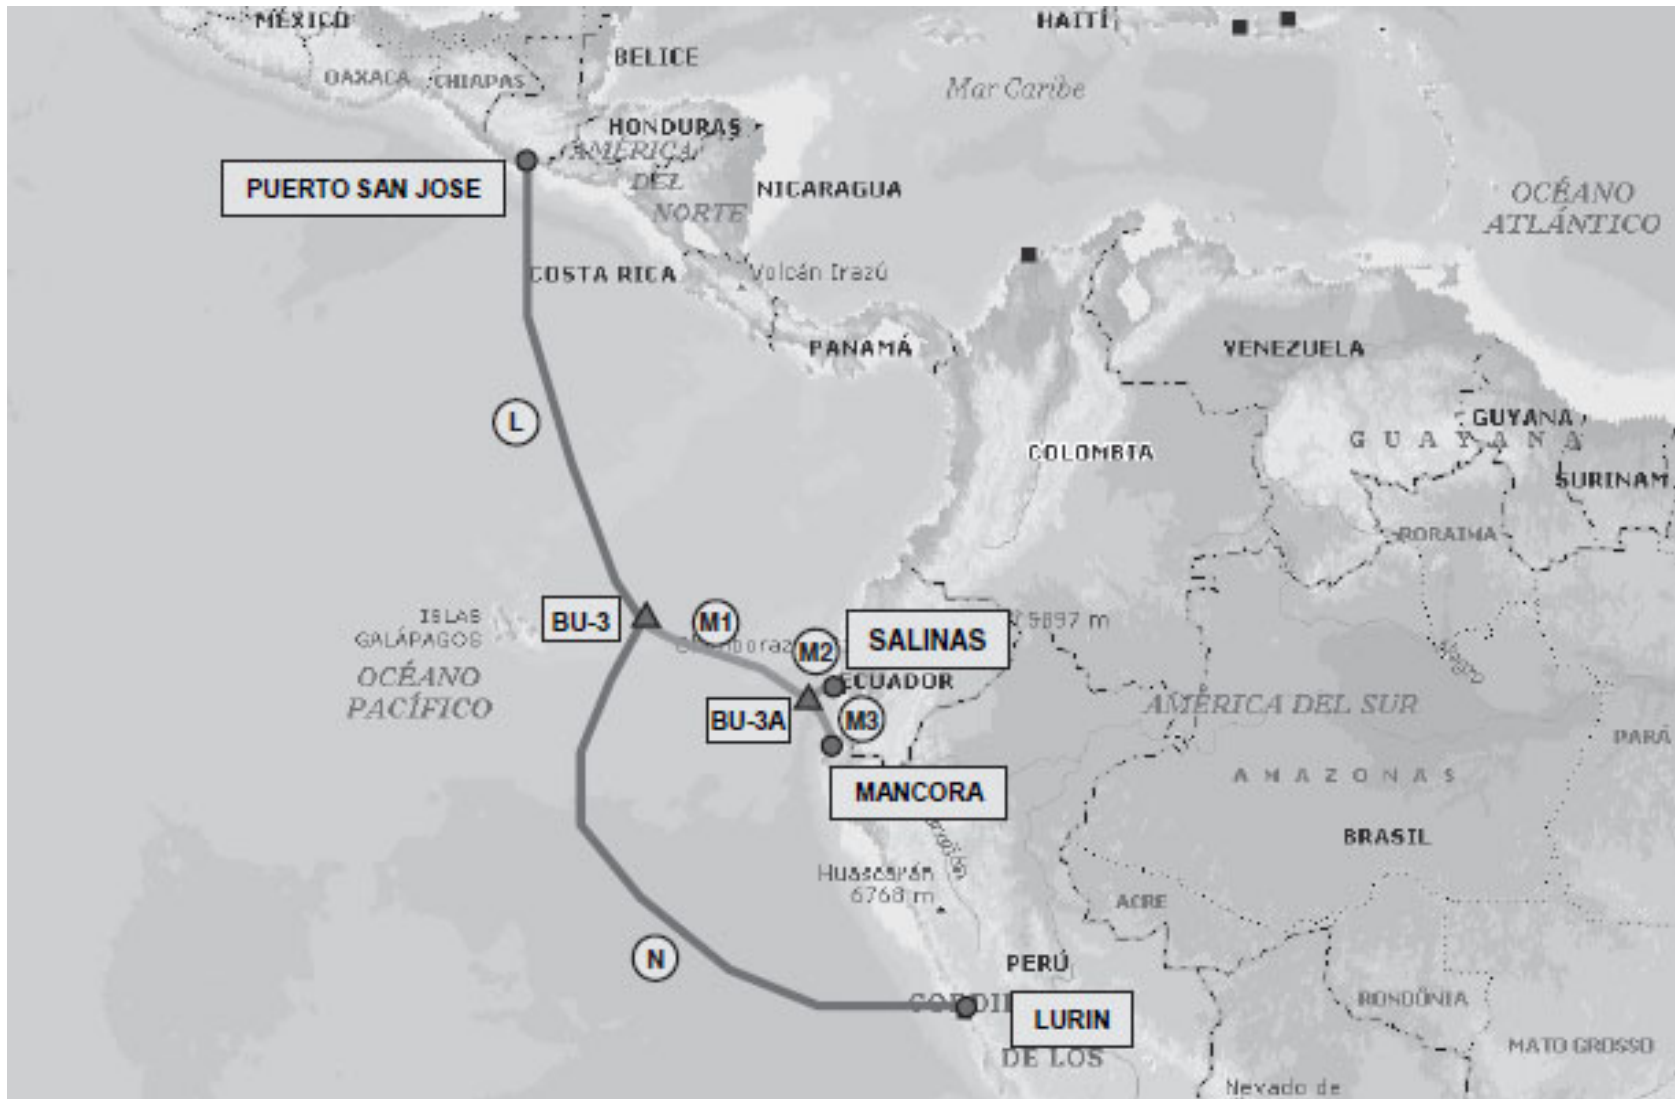 MÉXICO
HAITÍ
BELICE
OAXACA
CHIAPAS
Mar Caribe
HONDURAS
AMÉRICA
DEL
NORTE
PUERTO SAN JOSE
NICARAGUA
OCÉANO
ATLÁNTICO
COSTA RICA
Volcán Irazú
PANAMÁ
VENEZUELA
L
GUYANA
GUAYANA
COLOMBIA
SURINAM
RORAIMA
ISLAS
GALÁPAGOS
BU-3
M1
M2
SALINAS
5897 m
OCÉANO
PACÍFICO
ECUADOR
BU-3A
M3
AMÉRICA DEL SUR
PARÁ
MANCORA
AMAZONAS
BRASIL
Huascarán
6768 m
ACRE
N
PERÚ
LURIN
RONDÔNIA
DE LOS
MATO GROSSO
Nevado de